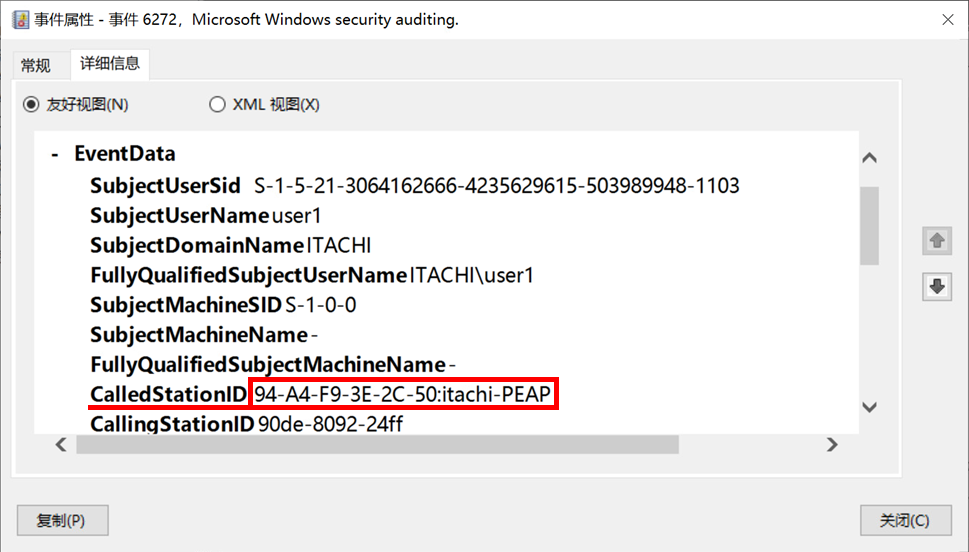 事件属性 - 事件 6272，Microsoft Windows security auditing.
常规 详细信息
友好视图(N) XML 视图(X)
- EventData
SubjectUserSid S-1-5-21-3064162666-4235629615-503989948-1103
SubjectUserName user1
SubjectDomainName ITACHI
FullyQualifiedSubjectUserName ITACHI\user1
SubjectMachineSID S-1-0-0
SubjectMachineName -
FullyQualifiedSubjectMachineName -
CalledStationID 94-A4-F9-3E-2C-50:itachi-PEAP
CallingStationID 90de-8092-24ff
复制(P) 关闭(C)